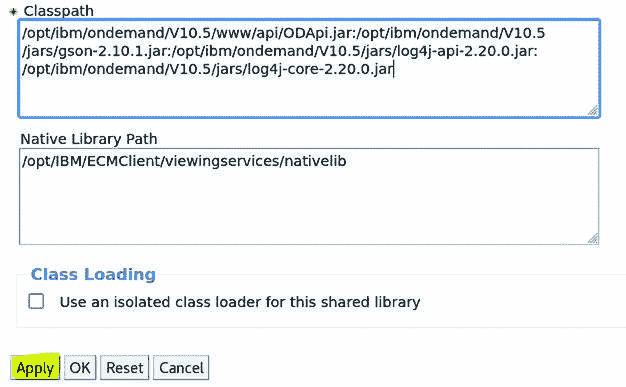 * Classpath
/opt/ibm/ondemand/V10.5/www/api/ODApi.jar:/opt/ibm/ondemand/V10.5
/jars/gson-2.10.1.jar:/opt/ibm/ondemand/V10.5/jars/log4j-api-2.20.0.jar:
/opt/ibm/ondemand/V10.5/jars/log4j-core-2.20.0.jar
Native Library Path
/opt/IBM/ECMClient/viewingservices/nativelib
Class Loading
Use an isolated class loader for this shared library
Apply OK Reset Cancel